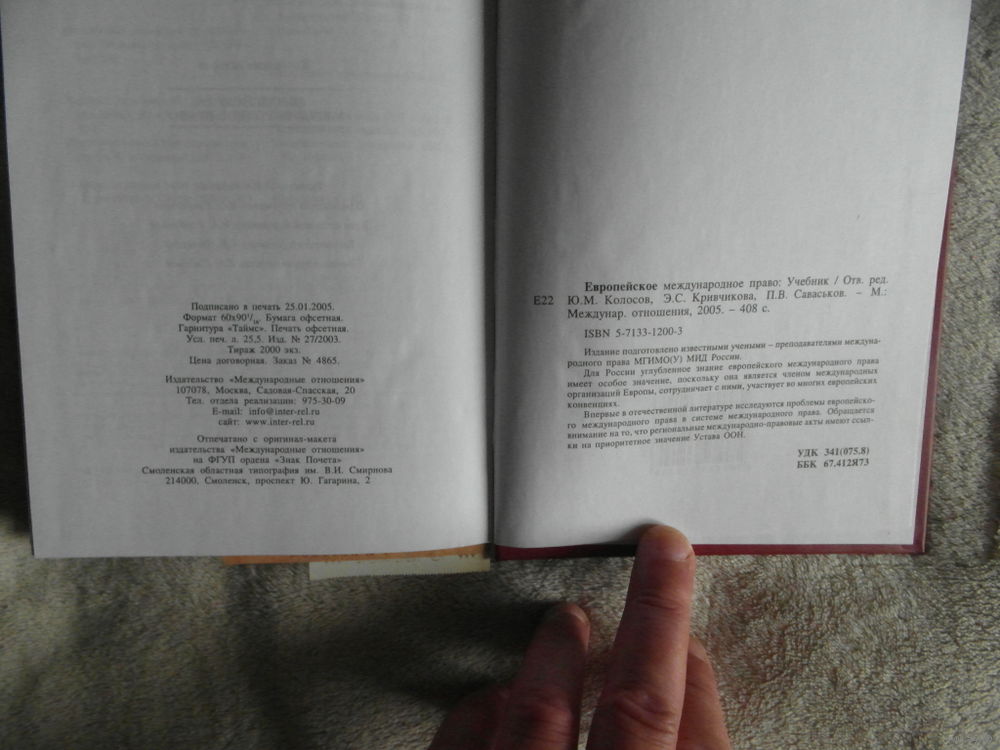 Подписано в печать 25.01.2005.
Формат 60х90¹/₁₆. Бумага офсетная.
Гарнитура «Таймс». Печать офсетная.
Усл. печ. л. 25,5. Изд. № 27/2003.
Тираж 2000 экз.
Цена договорная. Заказ № 4865.
Издательство «Международные отношения»
107078, Москва, Садовая-Спасская, 20
Тел. отдела реализации: 975-30-09
E-mail: info@inter-rel.ru
сайт: www.inter-rel.ru
Отпечатано с оригинал-макета
издательства «Международные отношения»
на ФГУП ордена «Знак Почета»
Смоленская областная типография им. В.И. Смирнова
214000, Смоленск, проспект Ю. Гагарина, 2
Европейское международное право: Учебник / Отв. ред.
Е22 Ю.М. Колосов, Э.С. Кривчикова, П.В. Саваськов. – М.:
Междунар. отношения, 2005. – 408 с.
ISBN 5-7133-1200-3
Издание подготовлено известными учеными – преподавателями междуна-
родного права МГИМО(У) МИД России.
Для России углубленное знание европейского международного права
имеет особое значение, поскольку она является членом международных
организаций Европы, сотрудничает с ними, участвует во многих европейских
конвенциях.
Впервые в отечественной литературе исследуются проблемы европейско-
го международного права в системе международного права. Обращается
внимание на то, что региональные международно-правовые акты имеют ссыл-
ки на приоритетное значение Устава ООН.
УДК 341(075.8)
ББК 67.412Я73